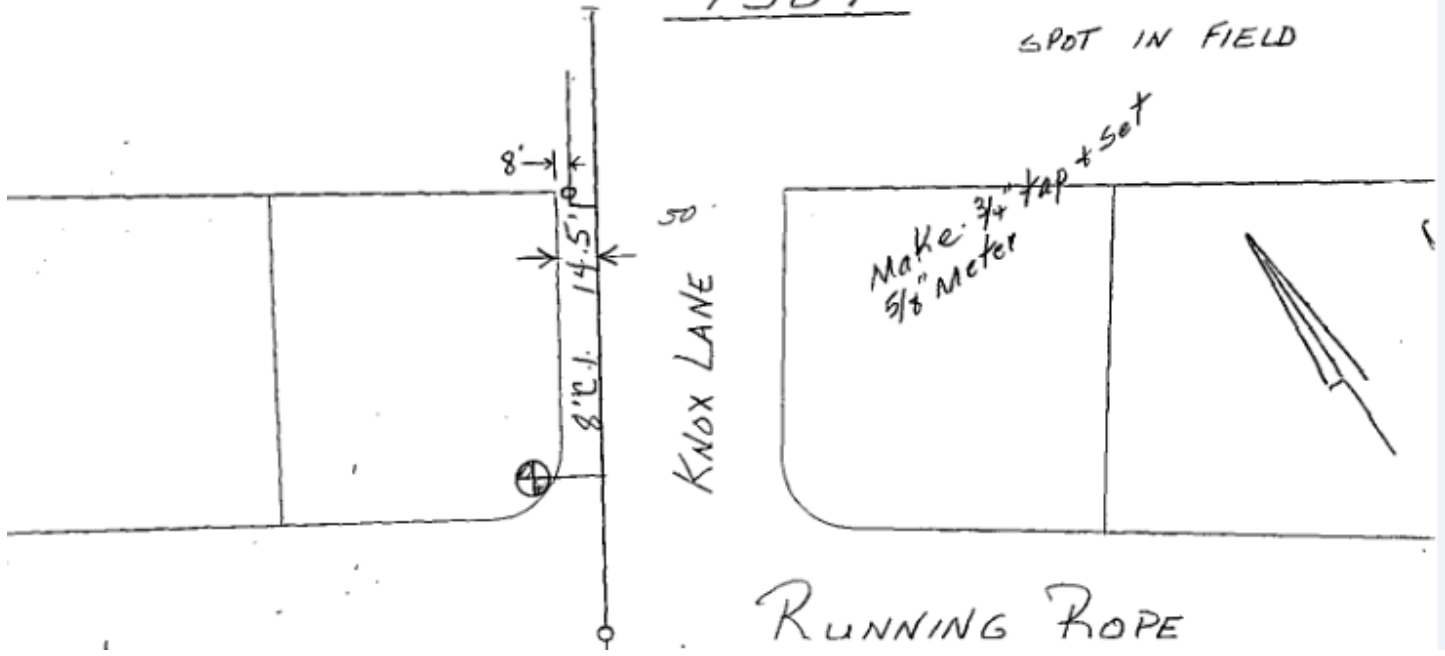 SPOT IN FIELD
8'
Make 3/4" tap + set
5/8" Meter
50'
14.5'
8" C.I.
KNOX LANE
RUNNING ROPE